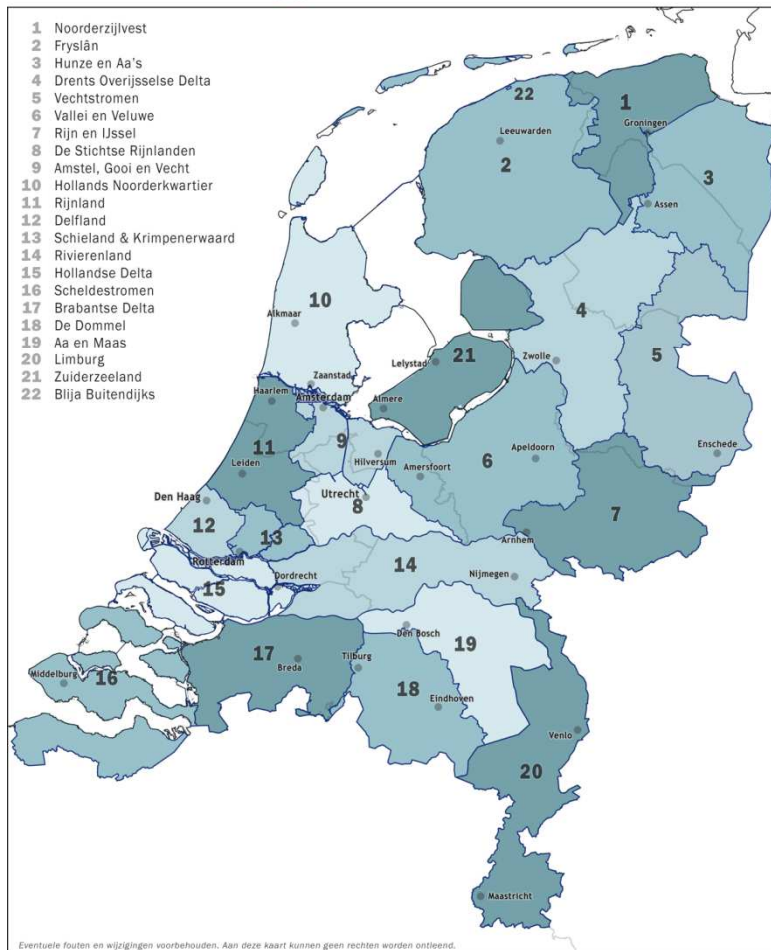 1 Noorderzijlvest
2 Fryslân
3 Hunze en Aa's
4 Drents Overijsselse Delta
5 Vechtstromen
6 Vallei en Veluwe
7 Rijn en IJssel
8 De Stichtse Rijnlanden
9 Amstel, Gooi en Vecht
10 Hollands Noorderkwartier
11 Rijnland
12 Delfland
13 Schieland & Krimpenerwaard
14 Rivierenland
15 Hollandse Delta
16 Scheldestromen
17 Brabantse Delta
18 De Dommel
19 Aa en Maas
20 Limburg
21 Zuiderzeeland
22 Blija Buitendijks
22
1
Groningen
Leeuwarden
2
3
Assen
10
Alkmaar
4
Lelystad
21
Zwolle
5
Zaanstad
Haarlem
Amsterdam
Almere
9
11
Hilversum
6
Apeldoorn
Enschede
Leiden
Amersfoort
Den Haag
Utrecht
8
7
12
13
Arnhem
Rotterdam
14
Dordrecht
Nijmegen
15
Den Bosch
19
17
Tilburg
Breda
Middelburg
16
18
Eindhoven
Venlo
20
Maastricht
Eventuele fouten en wijzigingen voorbehouden. Aan deze kaart kunnen geen rechten worden ontleend.